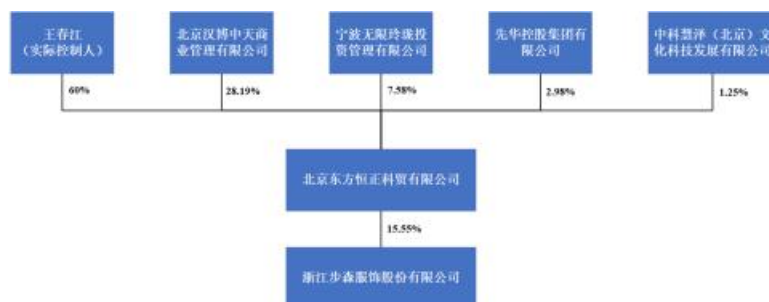 王春江
（实际控制人）
北京汉博中天商
业管理有限公司
宁波无限玲珑投
资管理有限公司
先华控股集团有
限公司
中科慧泽（北京）文
化科技发展有限公司
60%
28.19%
7.58%
2.98%
1.25%
北京东方恒正科贸有限公司
15.55%
浙江步森服饰股份有限公司